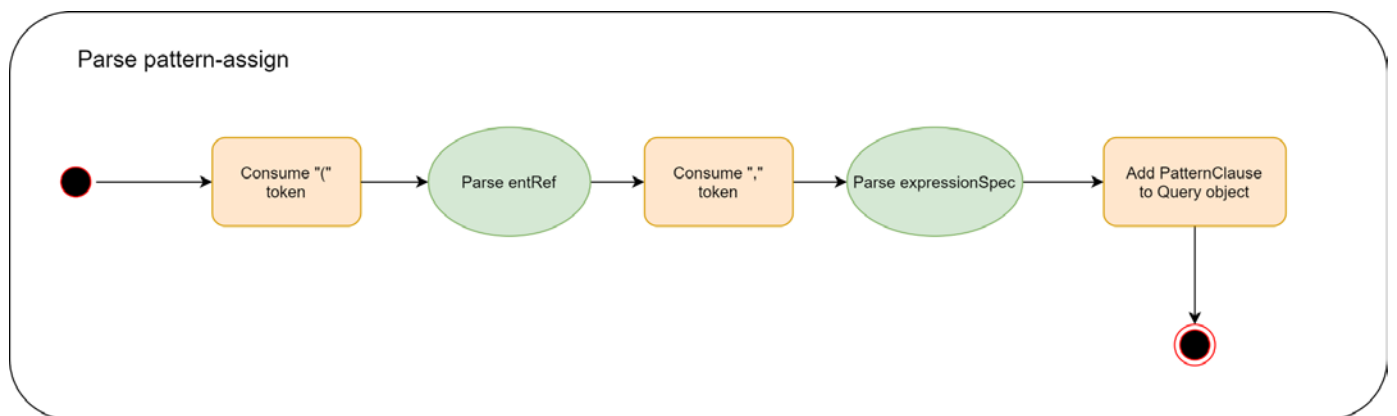 Parse pattern-assign
Consume "("
token
Parse entRef
Consume ","
token
Parse expressionSpec
Add PatternClause
to Query object